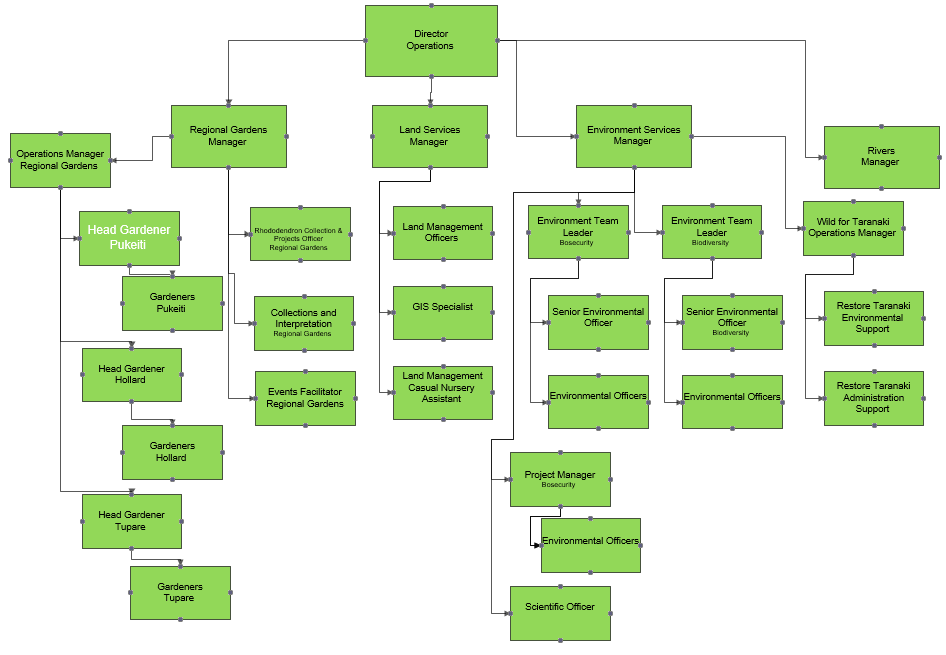 Director
Operations
Regional Gardens
Manager
Land Services
Manager
Environment Services
Manager
Rivers
Manager
Operations Manager
Regional Gardens
Head Gardener
Pukeiti
Gardeners
Pukeiti
Head Gardener
Hollard
Gardeners
Hollard
Head Gardener
Tupare
Gardeners
Tupare
Rhododendron Collection &
Projects Officer
Regional Gardens
Collections and
Interpretation
Regional Gardens
Events Facilitator
Regional Gardens
Land Management
Officers
GIS Specialist
Land Management
Casual Nursery
Assistant
Environment Team
Leader
Bosecurity
Senior Environmental
Officer
Environmental Officers
Environment Team
Leader
Biodiversity
Senior Environmental
Officer
Biodiversity
Environmental Officers
Project Manager
Bosecurity
Environmental Officers
Scientific Officer
Wild for Taranaki
Operations Manager
Restore Taranaki
Environmental
Support
Restore Taranaki
Administration
Support